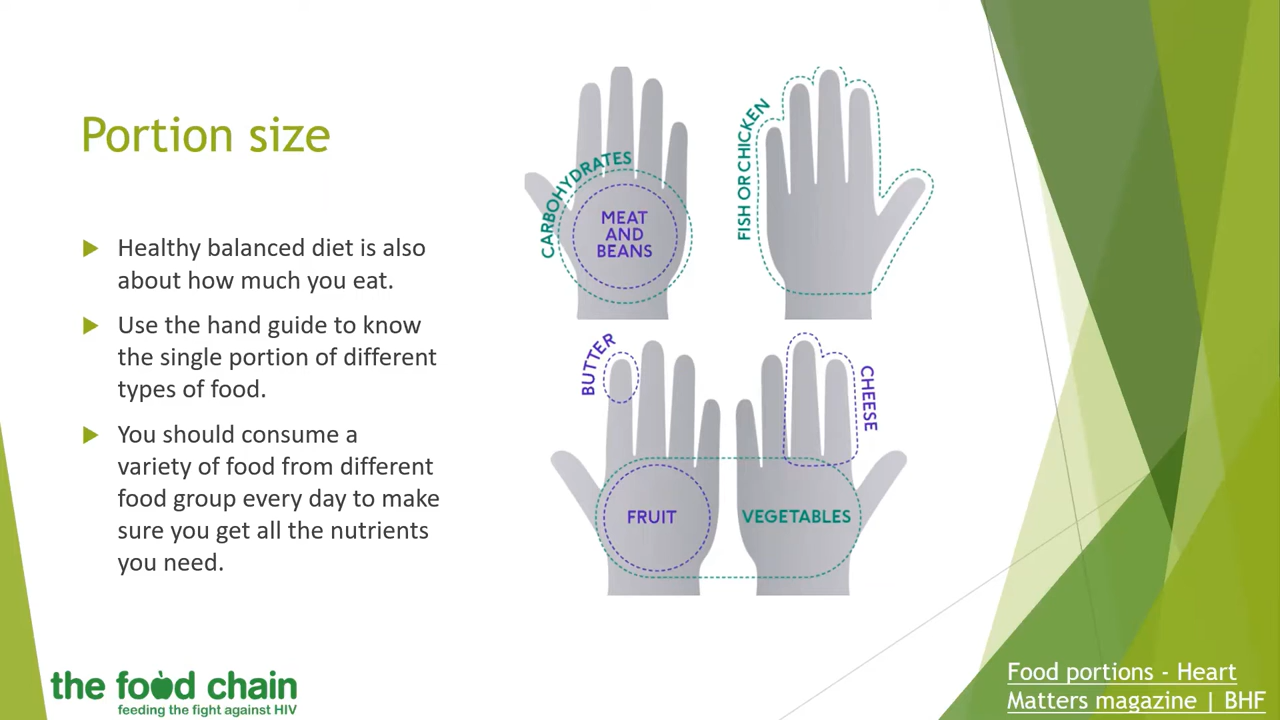 Portion size
Healthy balanced diet is also
about how much you eat.
Use the hand guide to know
the single portion of different
types of food.
You should consume a
variety of food from different
food group every day to make
sure you get all the nutrients
you need.
CARBOHYDRATES
MEAT
AND
BEANS
FISH OR CHICKEN
BUTTER
CHEESE
FRUIT
VEGETABLES
the food chain
feeding the fight against HIV
Food portions - Heart
Matters magazine | BHF